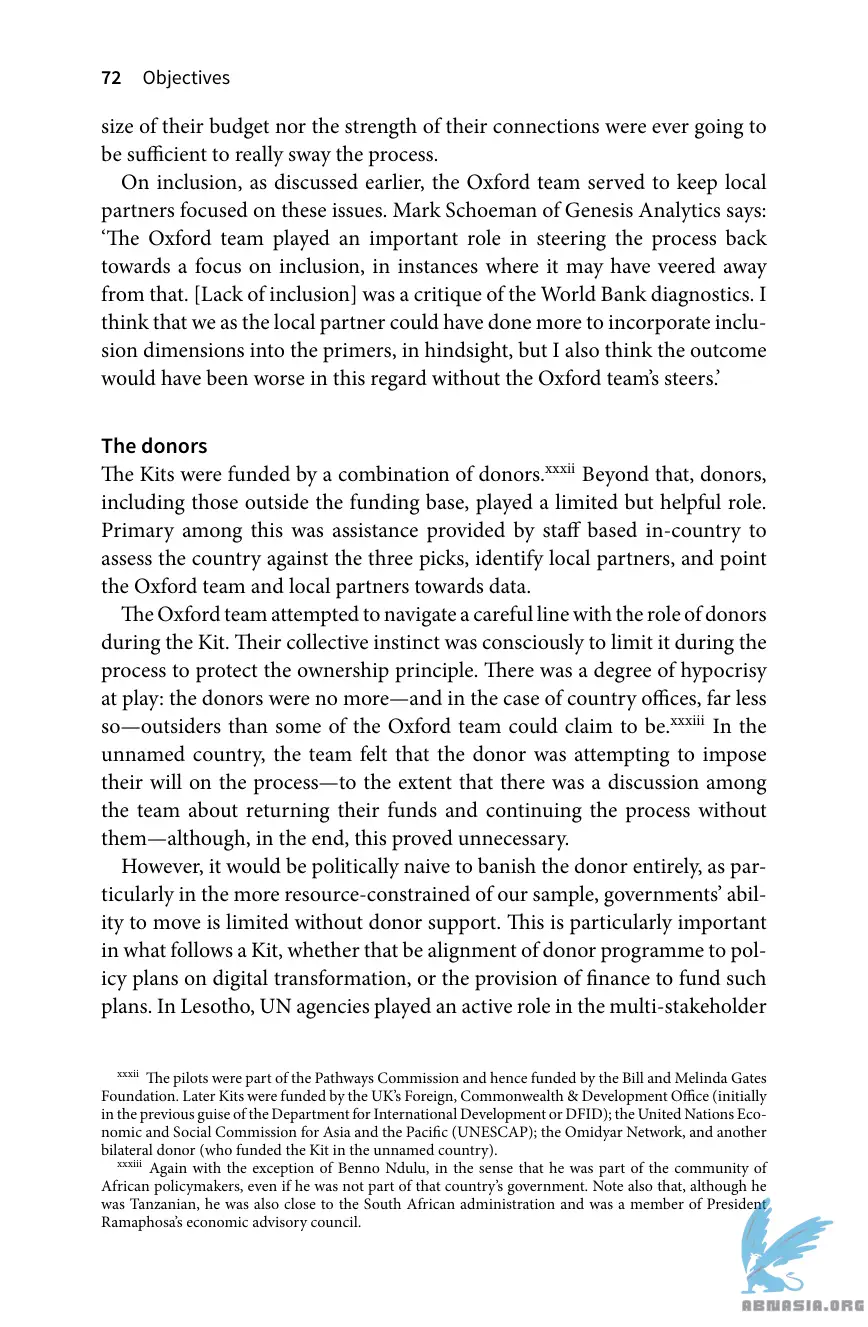 72 Objectives
size of their budget nor the strength of their connections were ever going to
be sufficient to really sway the process.
On inclusion, as discussed earlier, the Oxford team served to keep local
partners focused on these issues. Mark Schoeman of Genesis Analytics says:
‘The Oxford team played an important role in steering the process back
towards a focus on inclusion, in instances where it may have veered away
from that. [Lack of inclusion] was a critique of the World Bank diagnostics. I
think that we as the local partner could have done more to incorporate inclu-
sion dimensions into the primers, in hindsight, but I also think the outcome
would have been worse in this regard without the Oxford team’s steers.’
The donors
The Kits were funded by a combination of donors.xxxii Beyond that, donors,
including those outside the funding base, played a limited but helpful role.
Primary among this was assistance provided by staff based in-country to
assess the country against the three picks, identify local partners, and point
the Oxford team and local partners towards data.
The Oxford team attempted to navigate a careful line with the role of donors
during the Kit. Their collective instinct was consciously to limit it during the
process to protect the ownership principle. There was a degree of hypocrisy
at play: the donors were no more—and in the case of country offices, far less
so—outsiders than some of the Oxford team could claim to be.xxxiii In the
unnamed country, the team felt that the donor was attempting to impose
their will on the process—to the extent that there was a discussion among
the team about returning their funds and continuing the process without
them—although, in the end, this proved unnecessary.
However, it would be politically naive to banish the donor entirely, as par-
ticularly in the more resource-constrained of our sample, governments’ abil-
ity to move is limited without donor support. This is particularly important
in what follows a Kit, whether that be alignment of donor programme to pol-
icy plans on digital transformation, or the provision of finance to fund such
plans. In Lesotho, UN agencies played an active role in the multi-stakeholder
xxxii The pilots were part of the Pathways Commission and hence funded by the Bill and Melinda Gates
Foundation. Later Kits were funded by the UK’s Foreign, Commonwealth & Development Office (initially
in the previous guise of the Department for International Development or DFID); the United Nations Eco-
nomic and Social Commission for Asia and the Pacific (UNESCAP); the Omidyar Network, and another
bilateral donor (who funded the Kit in the unnamed country).
xxxiii Again with the exception of Benno Ndulu, in the sense that he was part of the community of
African policymakers, even if he was not part of that country’s government. Note also that, although he
was Tanzanian, he was also close to the South African administration and was a member of President
Ramaphosa’s economic advisory council.
ABNASIA.ORG